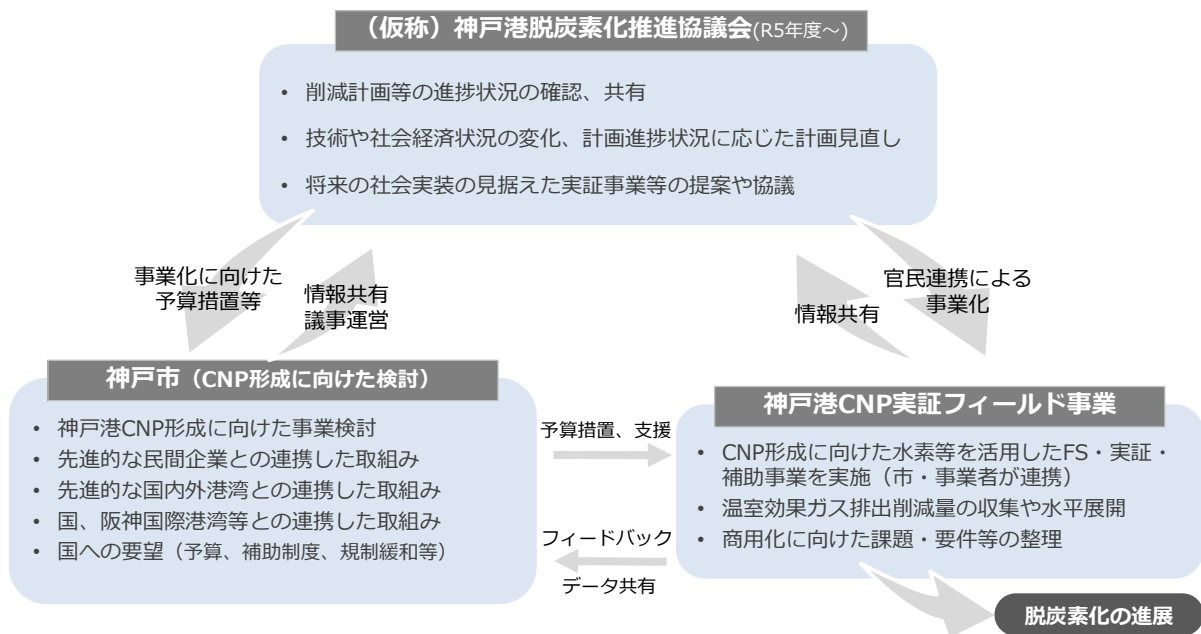 （仮称）神戸港脱炭素化推進協議会(R5年度～)
• 削減計画等の進捗状況の確認、共有
• 技術や社会経済状況の変化、計画進捗状況に応じた計画見直し
• 将来の社会実装の見据えた実証事業等の提案や協議
事業化に向けた
予算措置等
情報共有
議事運営
情報共有
官民連携による
事業化
神戸市（CNP形成に向けた検討）
• 神戸港CNP形成に向けた事業検討
• 先進的な民間企業との連携した取組み
• 先進的な国内外港湾との連携した取組み
• 国、阪神国際港湾等との連携した取組み
• 国への要望（予算、補助制度、規制緩和等）
予算措置、支援
フィードバック
データ共有
神戸港CNP実証フィールド事業
• CNP形成に向けた水素等を活用したFS・実証・
補助事業を実施（市・事業者が連携）
• 温室効果ガス排出削減量の収集や水平展開
• 商用化に向けた課題・要件等の整理
脱炭素化の進展